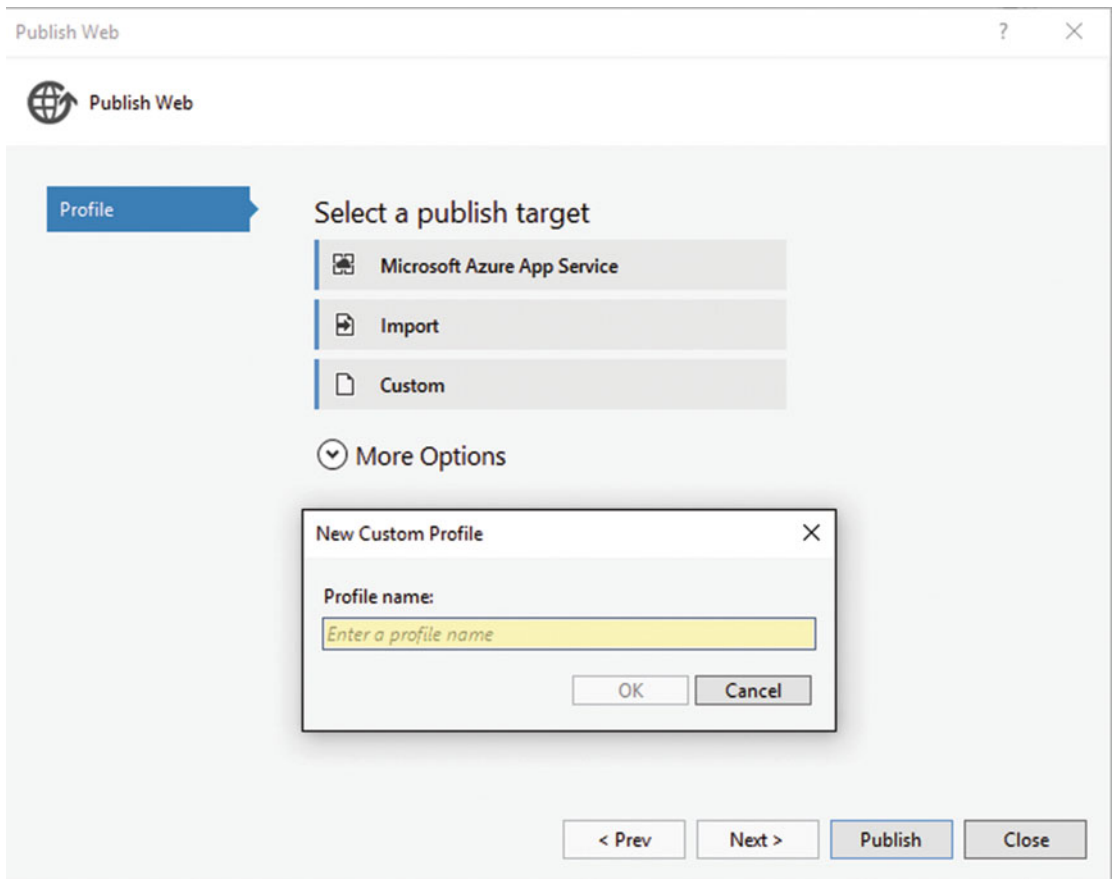 Publish Web
?
Publish Web
Profile
Select a publish target
Microsoft Azure App Service
Import
Custom
More Options
New Custom Profile
Profile name:
Enter a profile name
OK Cancel
< Prev Next > Publish Close